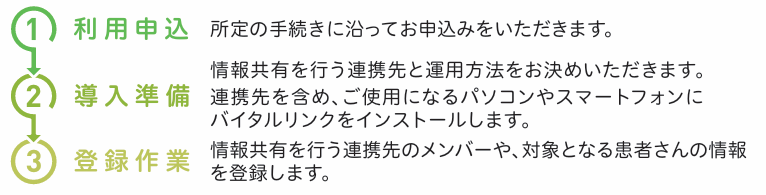 1 利用申込 所定の手続きに沿ってお申込みをいただきます。
情報共有を行う連携先と運用方法をお決めいただきます。
2 導入準備 連携先を含め、ご使用になるパソコンやスマートフォンに
バイタルリンクをインストールします。
3 登録作業 情報共有を行う連携先のメンバーや、対象となる患者さんの情報
を登録します。